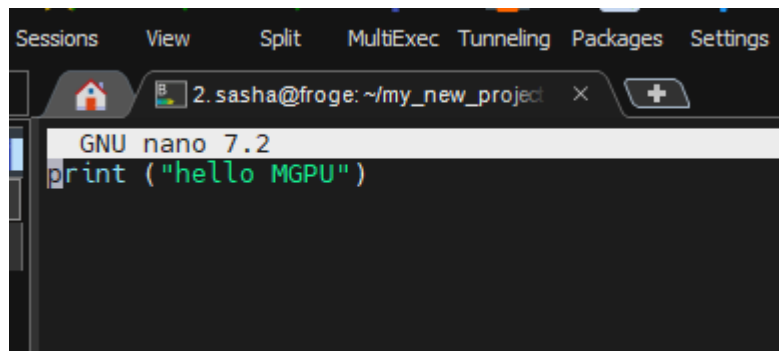 Sessions View Split MultiExec Tunneling Packages Settings
2. sasha@froge: ~/my_new_project
GNU nano 7.2
print ("hello MGPU")